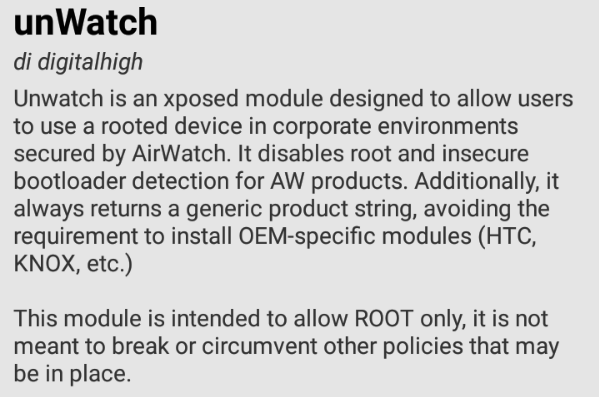 unWatch
di digitalhigh
Unwatch is an xposed module designed to allow users
to use a rooted device in corporate environments
secured by AirWatch. It disables root and insecure
bootloader detection for AW products. Additionally, it
always returns a generic product string, avoiding the
requirement to install OEM-specific modules (HTC,
KNOX, etc.)
This module is intended to allow ROOT only, it is not
meant to break or circumvent other policies that may
be in place.